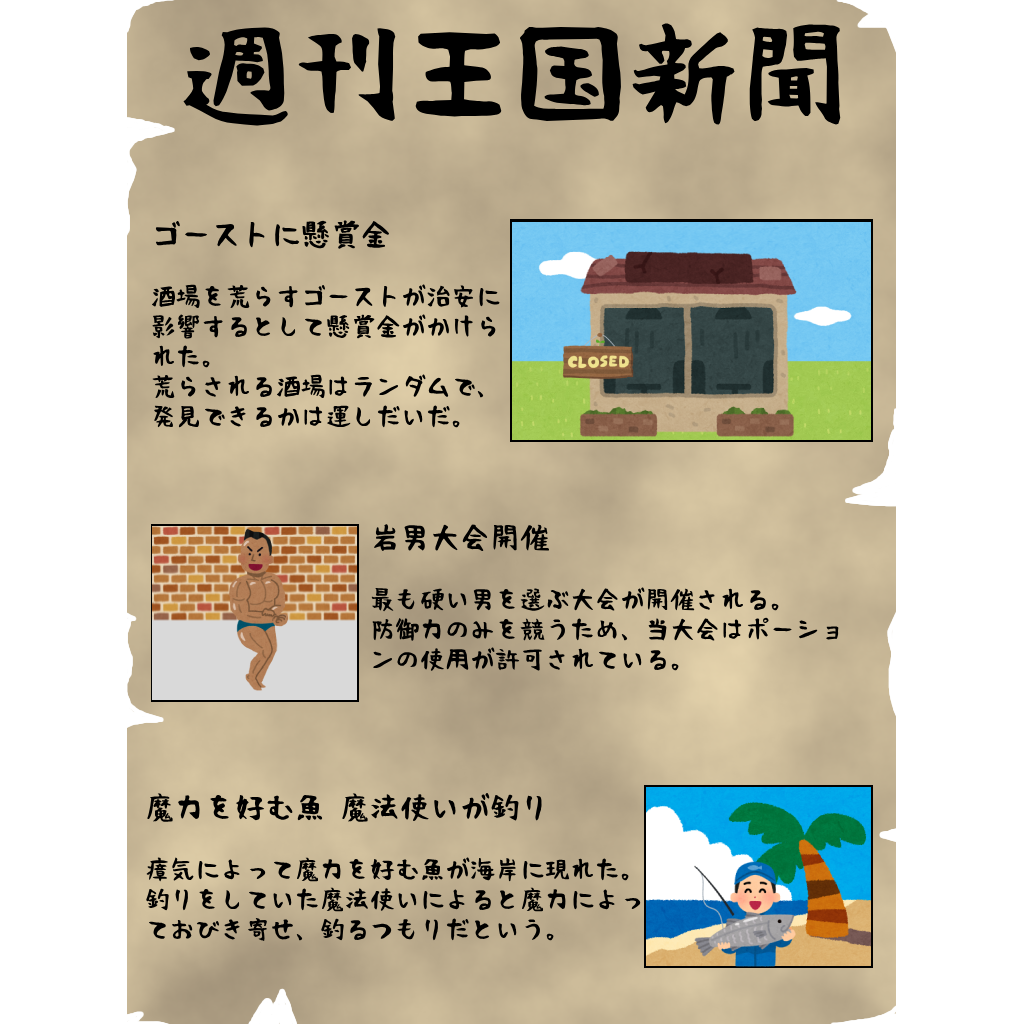 週刊王国新聞
ゴーストに懸賞金
酒場を荒らすゴーストが治安に
影響するとして懸賞金がかけら
れた。
荒らされる酒場はランダムで、
発見できるかは運しだいだ。
CLOSED
岩男大会開催
最も硬い男を選ぶ大会が開催される。
防御力のみを競うため、当大会はポーショ
ンの使用が許可されている。
魔力を好む魚 魔法使いが釣り
瘴気によって魔力を好む魚が海岸に現れた。
釣りをしていた魔法使いによると魔力によっ
ておびき寄せ、釣るつもりだという。